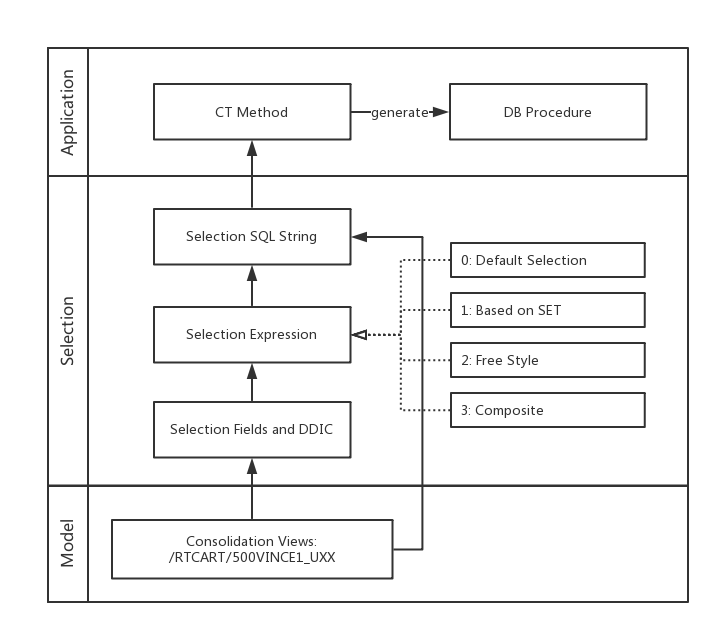 Application
CT Method
generate
DB Procedure
Selection
Selection SQL String
0: Default Selection
1: Based on SET
Selection Expression
2: Free Style
3: Composite
Selection Fields and DDIC
Model
Consolidation Views:
/RTCART/500VINCE1_UXX